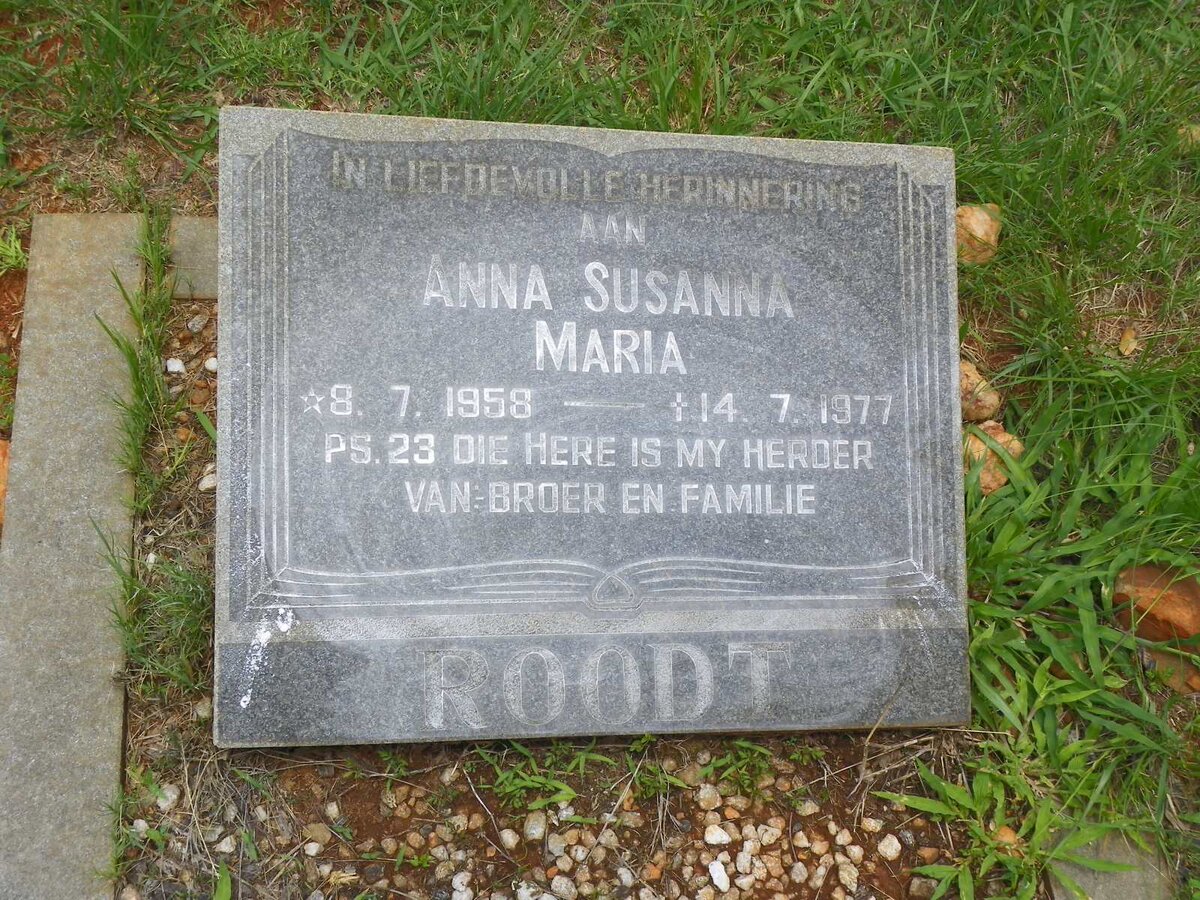 IN LIEFDEVOLLE HERINNERING
AAN
ANNA SUSANNA
MARIA
☆8. 7. 1958 — †14. 7. 1977
PS. 23 DIE HERE IS MY HERDER
VAN:-BROER EN FAMILIE
ROODT